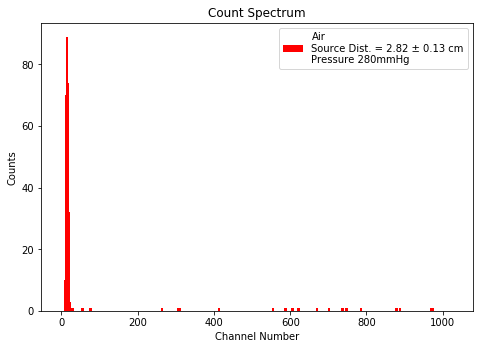 Count Spectrum
Air
Source Dist. = 2.82 ± 0.13 cm
Pressure 280mmHg
Counts
80
60
40
20
0
0 200 400 600 800 1000
Channel Number